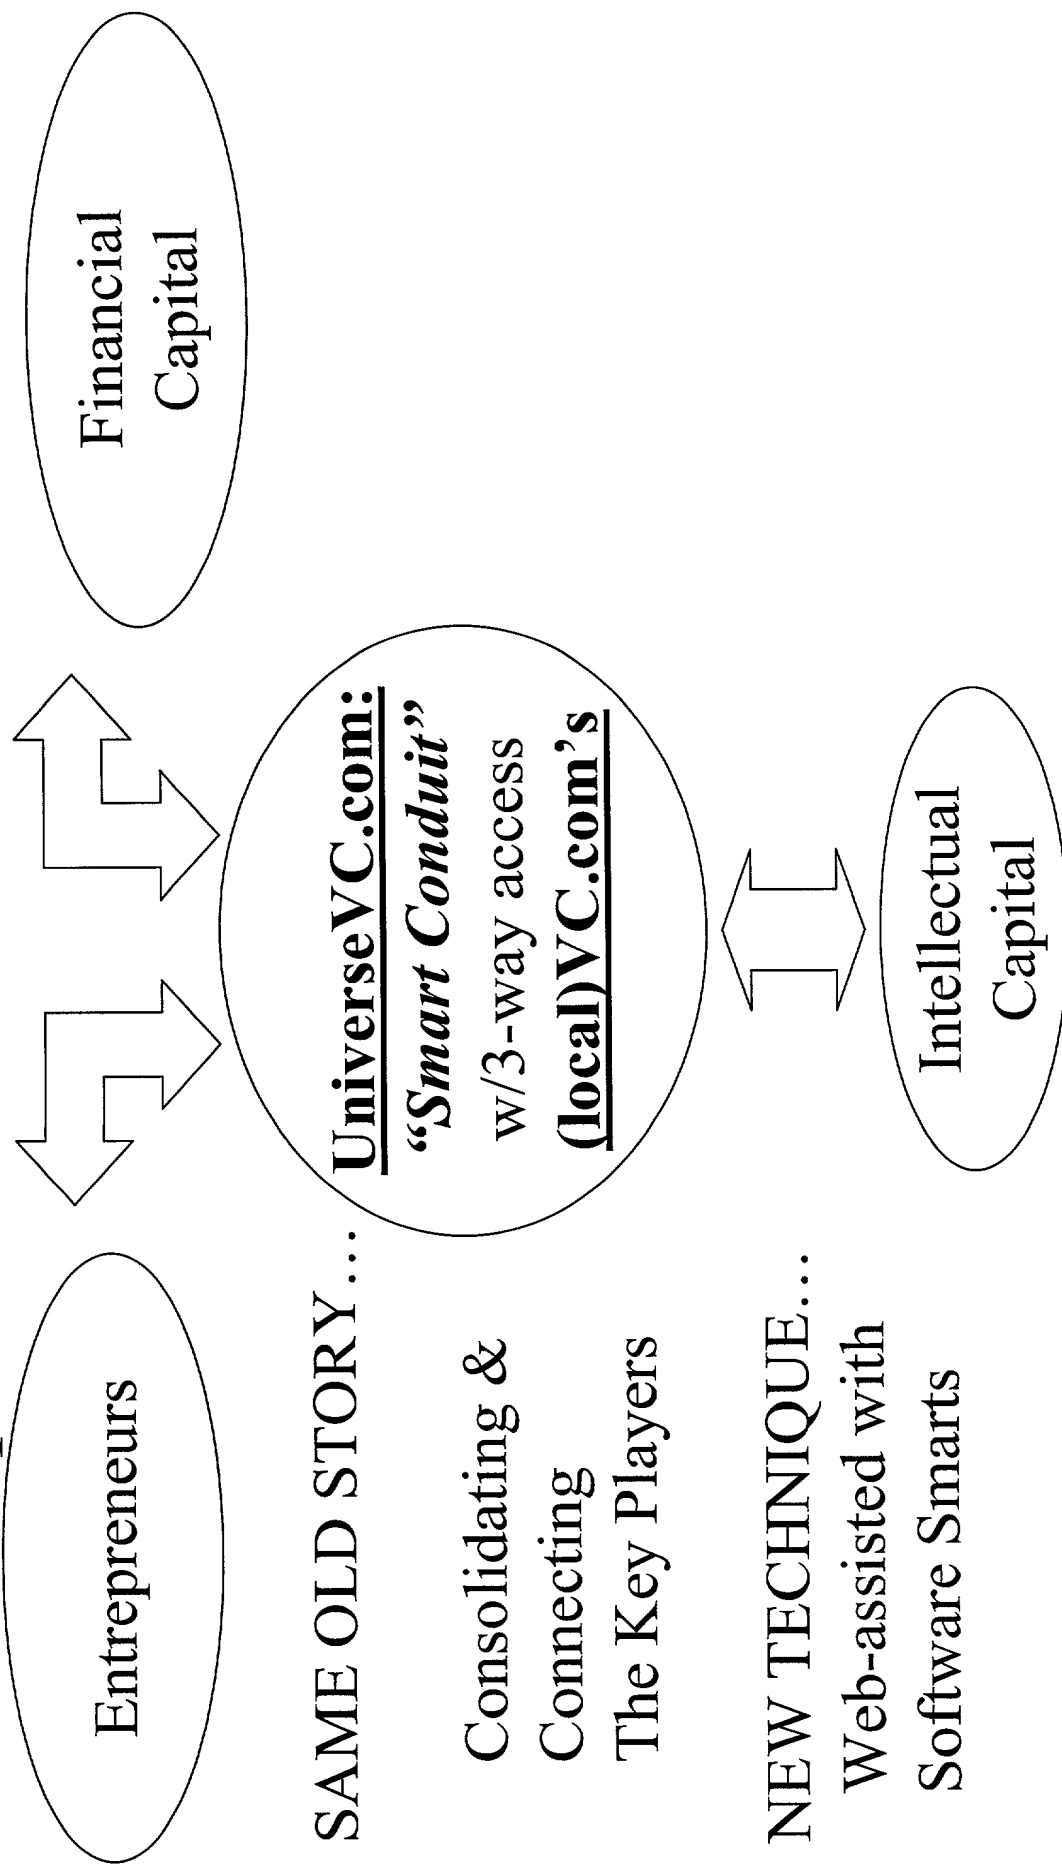 Entrepreneurs
Financial
Capital
SAME OLD STORY…
Consolidating &
Connecting
The Key Players
UniverseVC.com:
“Smart Conduit”
w/3-way access
(local)VC.com’s
NEW TECHNIQUE…
Web-assisted with
Software Smarts
Intellectual
Capital